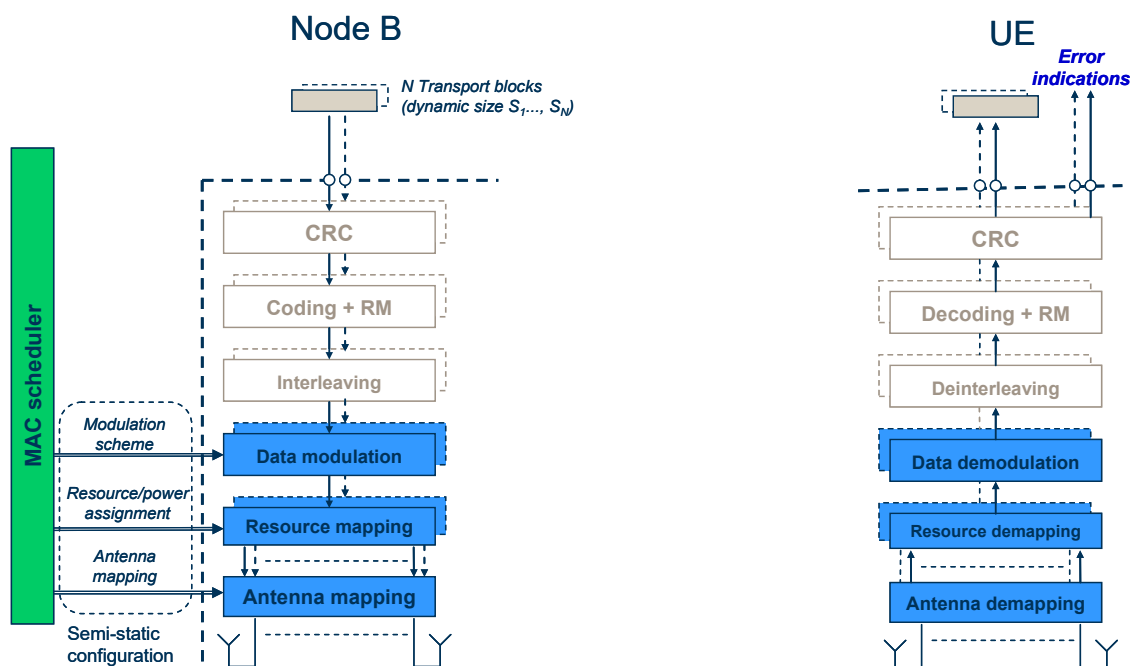 Node B
UE
N Transport blocks
(dynamic size S1..., SN)
Error
indications
MAC scheduler
CRC
Coding + RM
Interleaving
Data modulation
Resource mapping
Antenna mapping
Modulation
scheme
Resource/power
assignment
Antenna
mapping
Semi-static
configuration
CRC
Decoding + RM
Deinterleaving
Data demodulation
Resource demapping
Antenna demapping